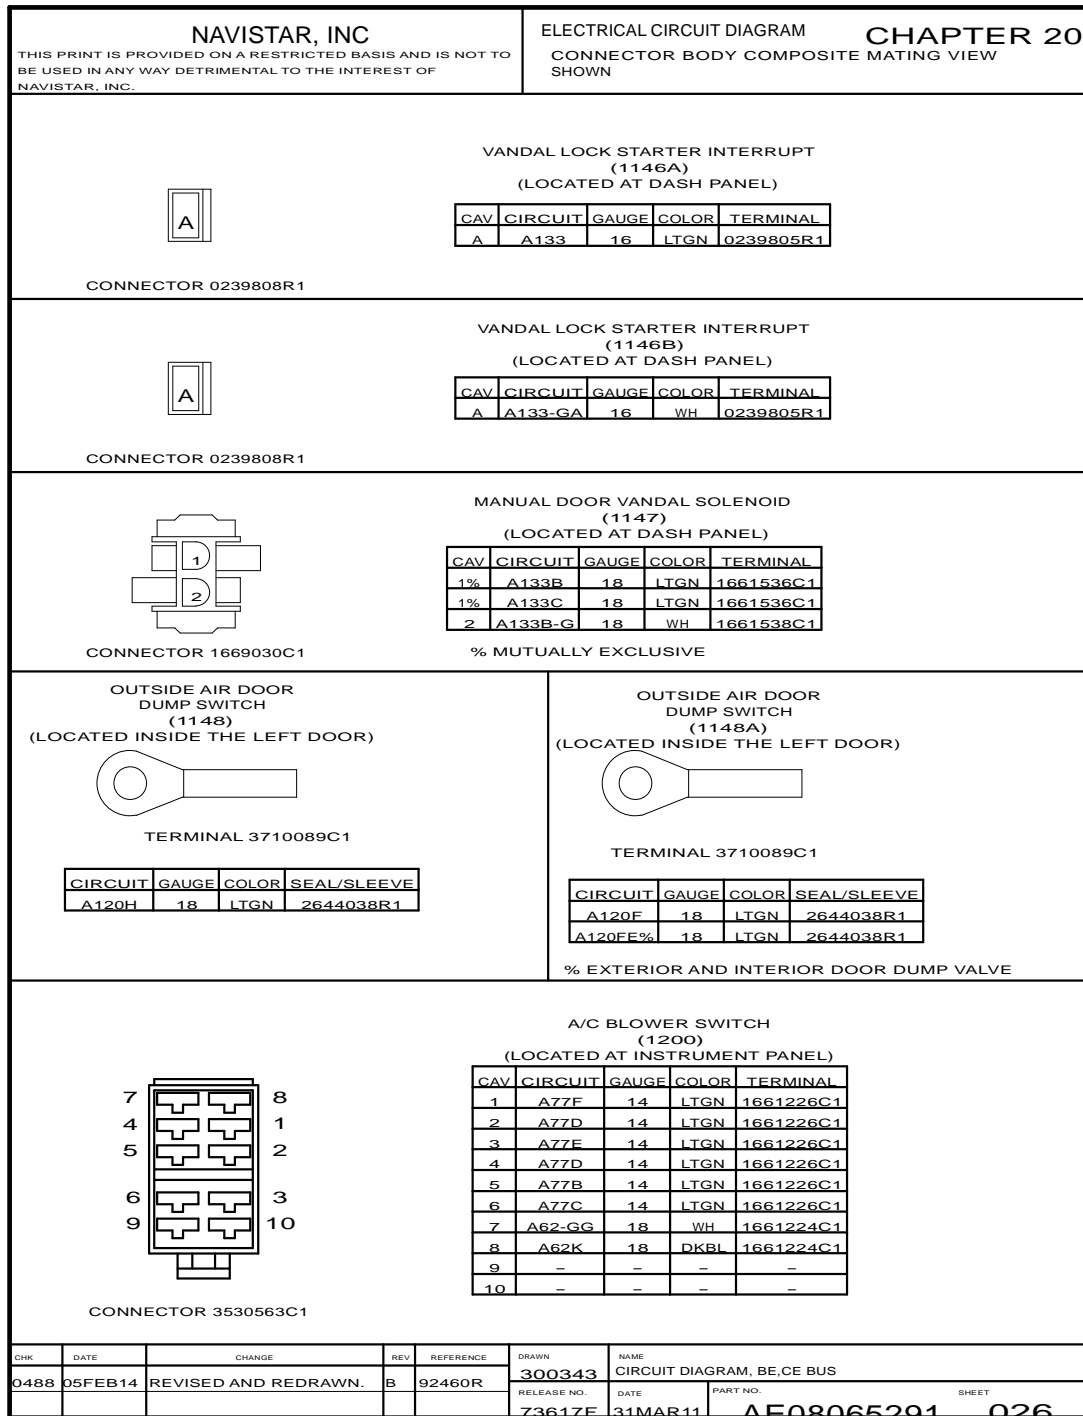 NAVISTAR, INC
THIS PRINT IS PROVIDED ON A RESTRICTED BASIS AND IS NOT TO
BE USED IN ANY WAY DETRIMENTAL TO THE INTEREST OF
NAVISTAR, INC.
ELECTRICAL CIRCUIT DIAGRAM CHAPTER 20
CONNECTOR BODY COMPOSITE MATING VIEW
SHOWN
VANDAL LOCK STARTER INTERRUPT
(1146A)
(LOCATED AT DASH PANEL)
A
CAV CIRCUIT GAUGE COLOR TERMINAL
A A133 16 LTGN 0239805R1
CONNECTOR 0239808R1
VANDAL LOCK STARTER INTERRUPT
(1146B)
(LOCATED AT DASH PANEL)
A
CAV CIRCUIT GAUGE COLOR TERMINAL
A A133-GA 16 WH 0239805R1
CONNECTOR 0239808R1
MANUAL DOOR VANDAL SOLENOID
(1147)
(LOCATED AT DASH PANEL)
1
2
CAV CIRCUIT GAUGE COLOR TERMINAL
1% A133B 18 LTGN 1661536C1
1% A133C 18 LTGN 1661536C1
2 A133B-G 18 WH 1661538C1
CONNECTOR 1669030C1
% MUTUALLY EXCLUSIVE
OUTSIDE AIR DOOR
DUMP SWITCH
(1148)
(LOCATED INSIDE THE LEFT DOOR)
TERMINAL 3710089C1
CIRCUIT GAUGE COLOR SEAL/SLEEVE
A120H 18 LTGN 2644038R1
OUTSIDE AIR DOOR
DUMP SWITCH
(1148A)
(LOCATED INSIDE THE LEFT DOOR)
TERMINAL 3710089C1
CIRCUIT GAUGE COLOR SEAL/SLEEVE
A120F 18 LTGN 2644038R1
A120FE% 18 LTGN 2644038R1
% EXTERIOR AND INTERIOR DOOR DUMP VALVE
A/C BLOWER SWITCH
(1200)
(LOCATED AT INSTRUMENT PANEL)
7 8
4 1
5 2
6 3
9 10
CAV CIRCUIT GAUGE COLOR TERMINAL
1 A77F 14 LTGN 1661226C1
2 A77D 14 LTGN 1661226C1
3 A77E 14 LTGN 1661226C1
4 A77D 14 LTGN 1661226C1
5 A77B 14 LTGN 1661226C1
6 A77C 14 LTGN 1661226C1
7 A62-GG 18 WH 1661224C1
8 A62K 18 DKBL 1661224C1
9 – – – –
10 – – – –
CONNECTOR 3530563C1
CHK DATE CHANGE REV REFERENCE
0488 05FEB14 REVISED AND REDRAWN. B 92460R
DRAWN
300343
NAME
CIRCUIT DIAGRAM, BE,CE BUS
RELEASE NO.
73617F
DATE
31MAR11
PART NO.
AE08065291
SHEET
026